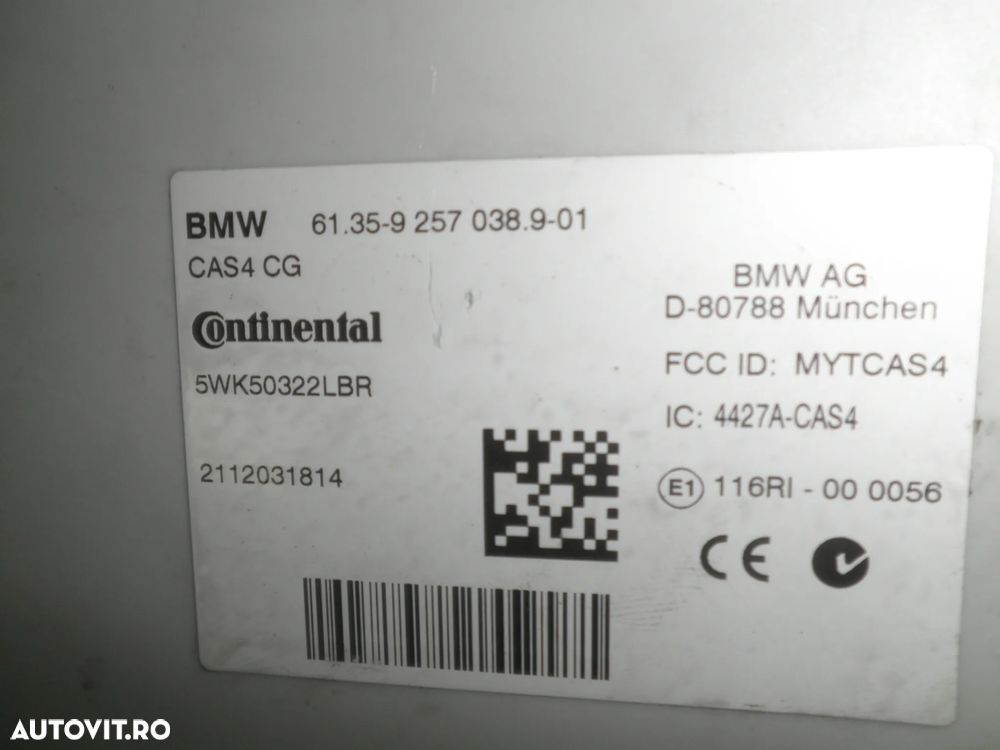 BMW 61.35-9 257 038.9-01
CAS4 CG
Continental
5WK50322LBR
2112031814
BMW AG
D-80788 München
FCC ID: MYTCAS4
IC: 4427A-CAS4
E1 116RI - 00 0056
CE
AUTOVIT.RO